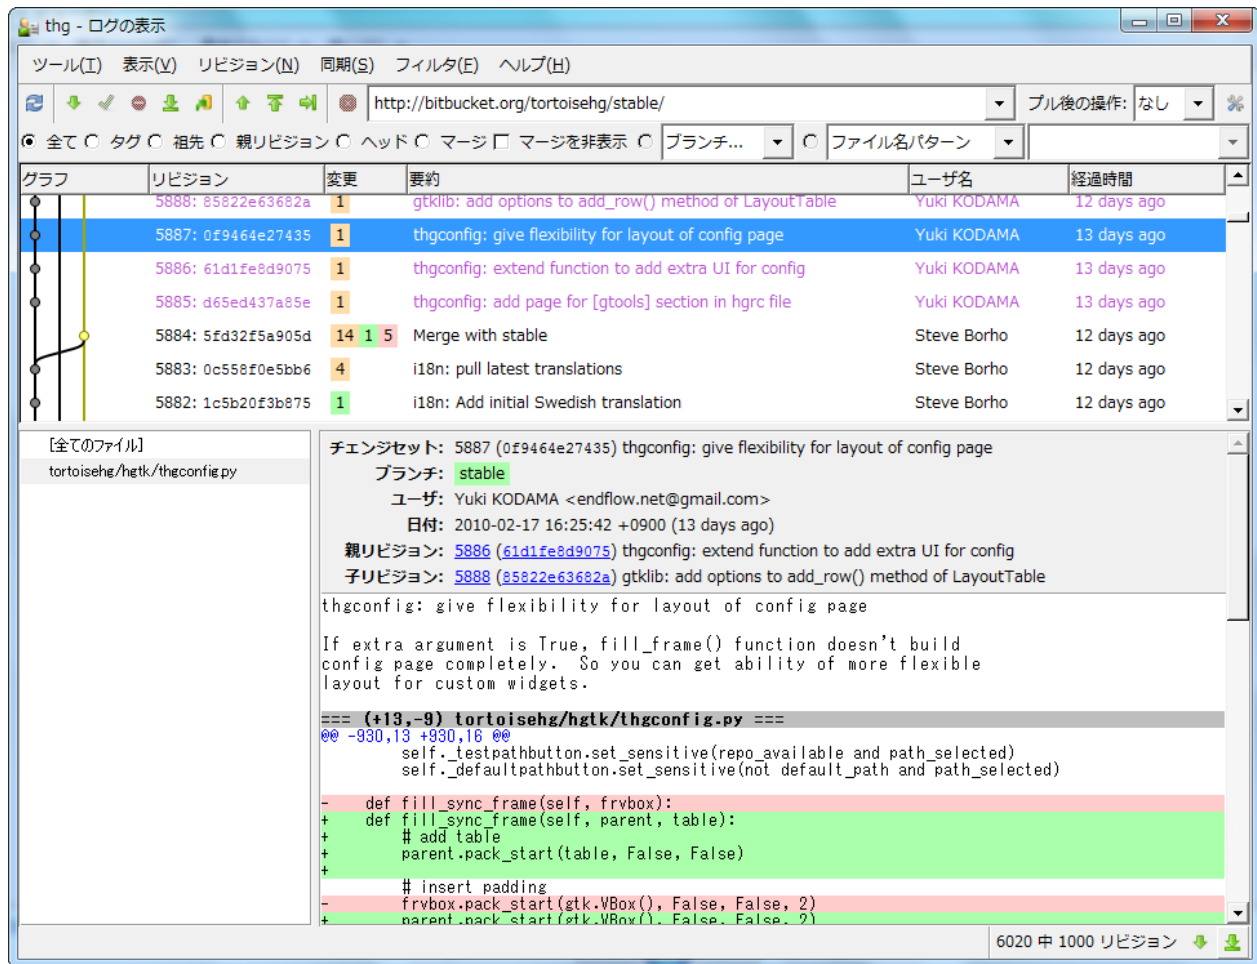 thg - ログの表示
ツール(T) 表示(V) リビジョン(N) 同期(S) フィルタ(F) ヘルプ(H)
http://bitbucket.org/tortoisehg/stable/ プル後の操作: なし
全て タグ 祖先 親リビジョン ヘッド マージ マージを非表示 ブランチ... ファイル名パターン
グラフ リビジョン 変更 要約 ユーザ名 経過時間
5888: 85822e63682a 1 gtklib: add options to add_row() method of LayoutTable Yuki KODAMA 12 days ago
5887: 0f9464e27435 1 thgconfig: give flexibility for layout of config page Yuki KODAMA 13 days ago
5886: 61d1fe8d9075 1 thgconfig: extend function to add extra UI for config Yuki KODAMA 13 days ago
5885: d65ed437a85e 1 thgconfig: add page for [gtools] section in hgrc file Yuki KODAMA 13 days ago
5884: 5fd32f5a905d 14 1 5 Merge with stable Steve Borho 12 days ago
5883: 0c558f0e5bb6 4 i18n: pull latest translations Steve Borho 12 days ago
5882: 1c5b20f3b875 1 i18n: Add initial Swedish translation Steve Borho 12 days ago
[全てのファイル]
tortoisehg/hgtk/thgconfig.py
チェンジセット: 5887 (0f9464e27435) thgconfig: give flexibility for layout of config page
ブランチ: stable
ユーザ: Yuki KODAMA <endflow.net@gmail.com>
日付: 2010-02-17 16:25:42 +0900 (13 days ago)
親リビジョン: 5886 (61d1fe8d9075) thgconfig: extend function to add extra UI for config
子リビジョン: 5888 (85822e63682a) gtklib: add options to add_row() method of LayoutTable
thgconfig: give flexibility for layout of config page
If extra argument is True, fill_frame() function doesn't build
config page completely.  So you can get ability of more flexible
layout for custom widgets.
=== (+13,-9) tortoisehg/hgtk/thgconfig.py ===
@@ -930,13 +930,16 @@
self._testpathbutton.set_sensitive(repo_available and path_selected)
self._defaultpathbutton.set_sensitive(not default_path and path_selected)
-    def fill_sync_frame(self, frvbox):
+    def fill_sync_frame(self, parent, table):
+        # add table
+        parent.pack_start(table, False, False)
+
# insert padding
-        frvbox.pack_start(gtk.VBox(), False, False, 2)
+        parent.pack_start(gtk.VBox(), False, False, 2)
6020 中 1000 リビジョン